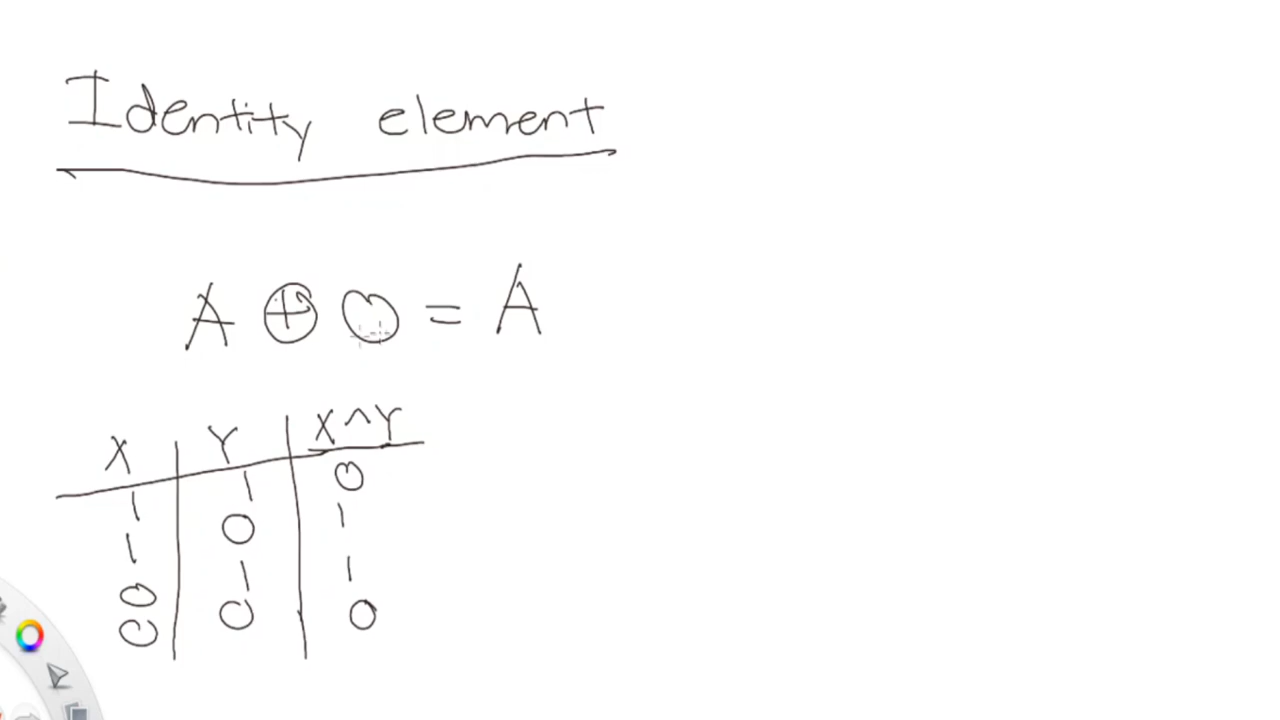 Identity element
A ⊕ 0 = A
X Y X^Y
1 1 0
1 0 1
0 1 1
0 0 0